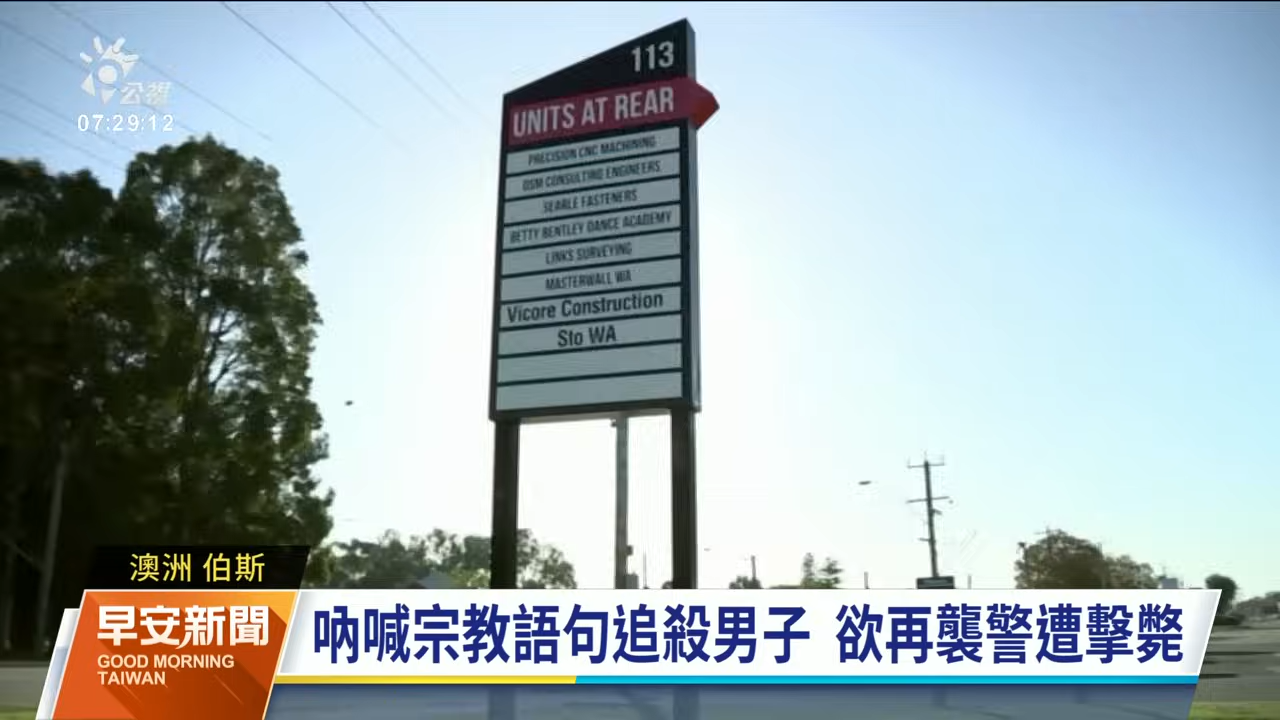 公視
07:29:12
113
UNITS AT REAR
PRECISION CNC MACHINING
OSM CONSULTING ENGINEERS
SEARLE FASTENERS
BETTY BENTLEY DANCE ACADEMY
LINKS SURVEYING
MASTERWALL WA
Vicore Construction
Sto WA
澳洲 伯斯
早安新聞
GOOD MORNING
TAIWAN
吶喊宗教語句追殺男子 欲再襲警遭擊斃